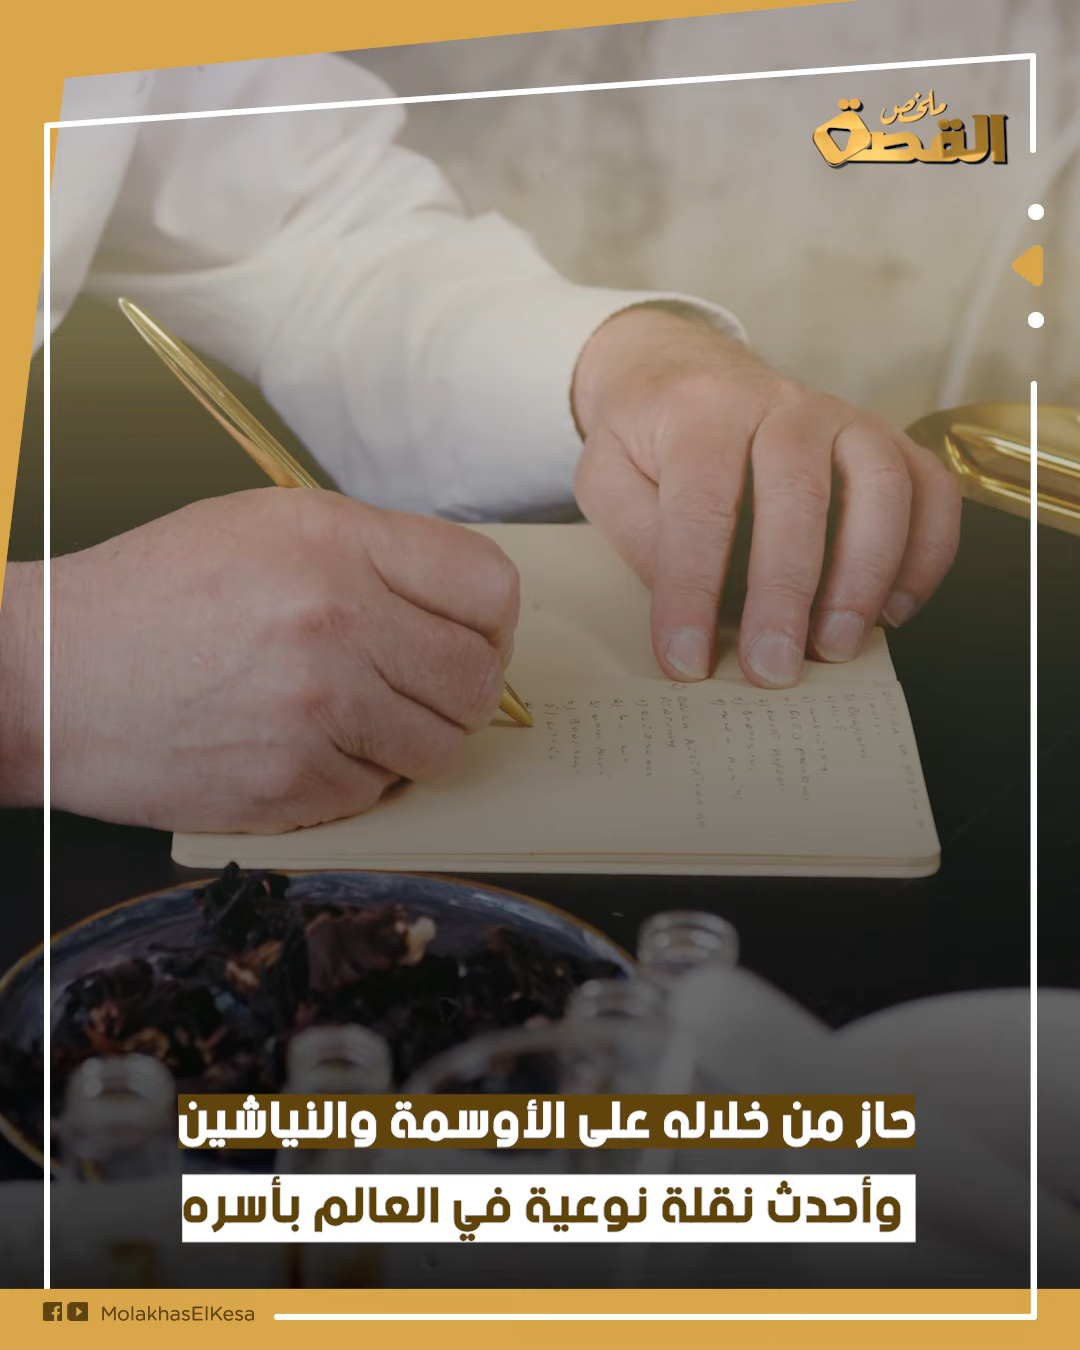 ملخص
القصة
حاز من خلاله على الأوسمة والنياشين
وأحدث نقلة نوعية في العالم بأسره
MolakhasElKesa